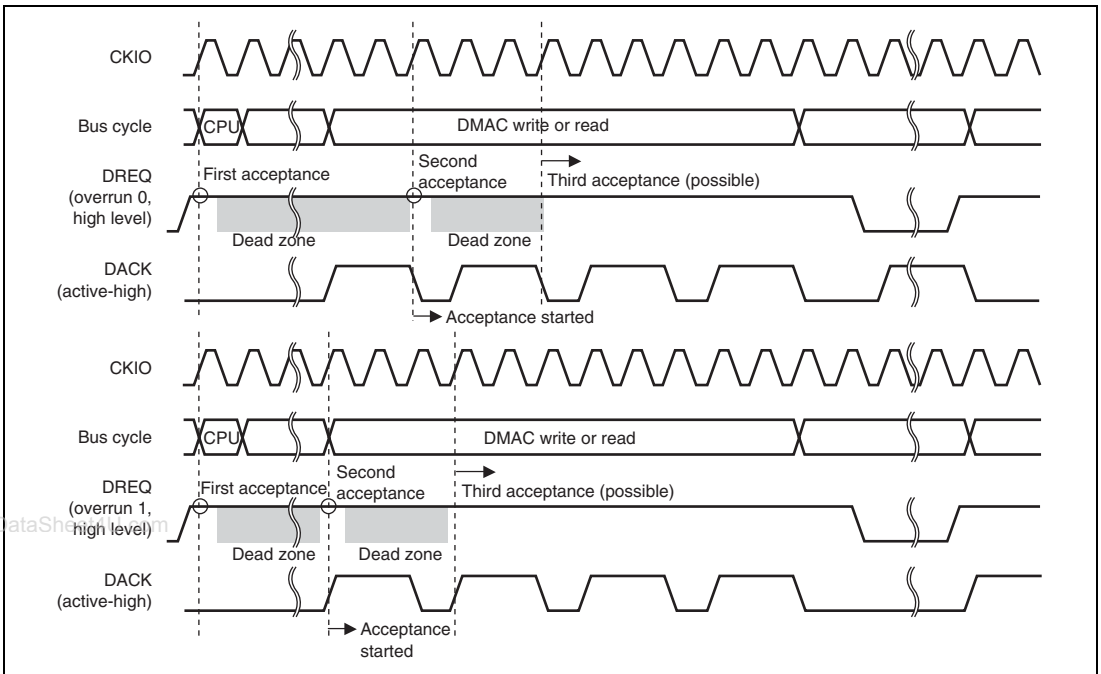 CKIO
Bus cycle
CPU
DMAC write or read
DREQ
(overrun 0,
high level)
First acceptance
Second
acceptance
Third acceptance (possible)
Dead zone
Dead zone
DACK
(active-high)
Acceptance started
CKIO
Bus cycle
CPU
DMAC write or read
DREQ
(overrun 1,
high level)
First acceptance
Second
acceptance
Third acceptance (possible)
Dead zone
Dead zone
DACK
(active-high)
Acceptance
started